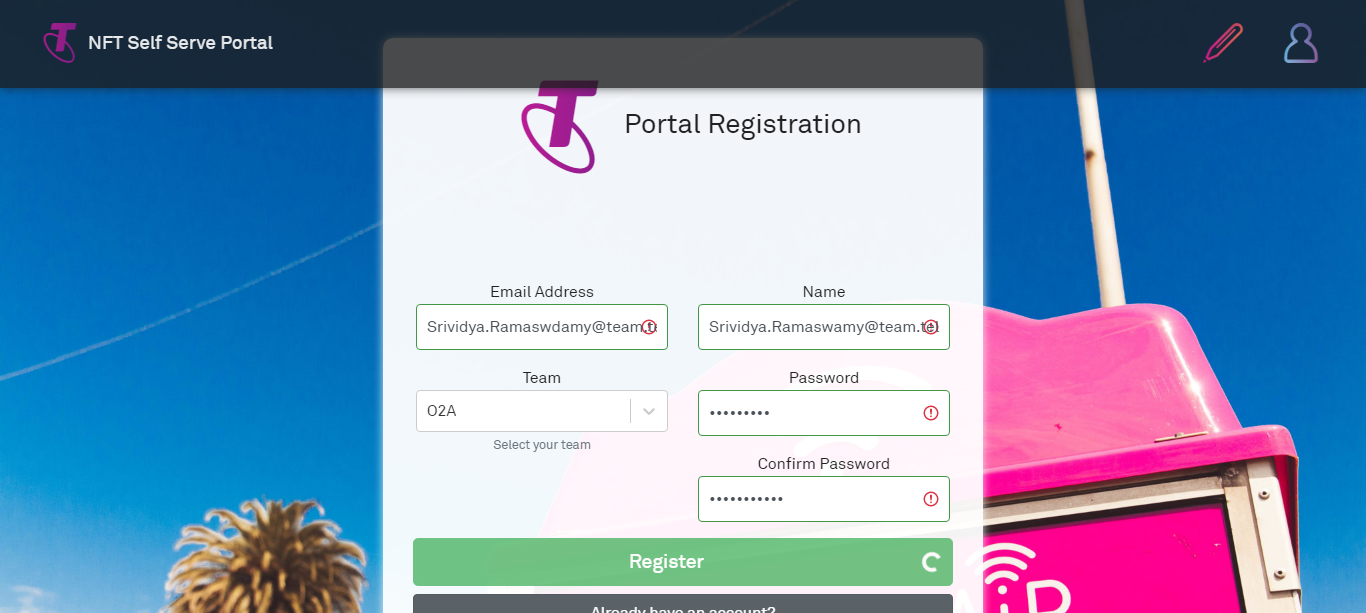 NFT Self Serve Portal
Portal Registration
Email Address
Name
Srividya.Ramaswdamy@team.t
Srividya.Ramaswamy@team.tel
Team
Password
O2A
•••••••••
Select your team
Confirm Password
•••••••••••
Register
Already have an account?